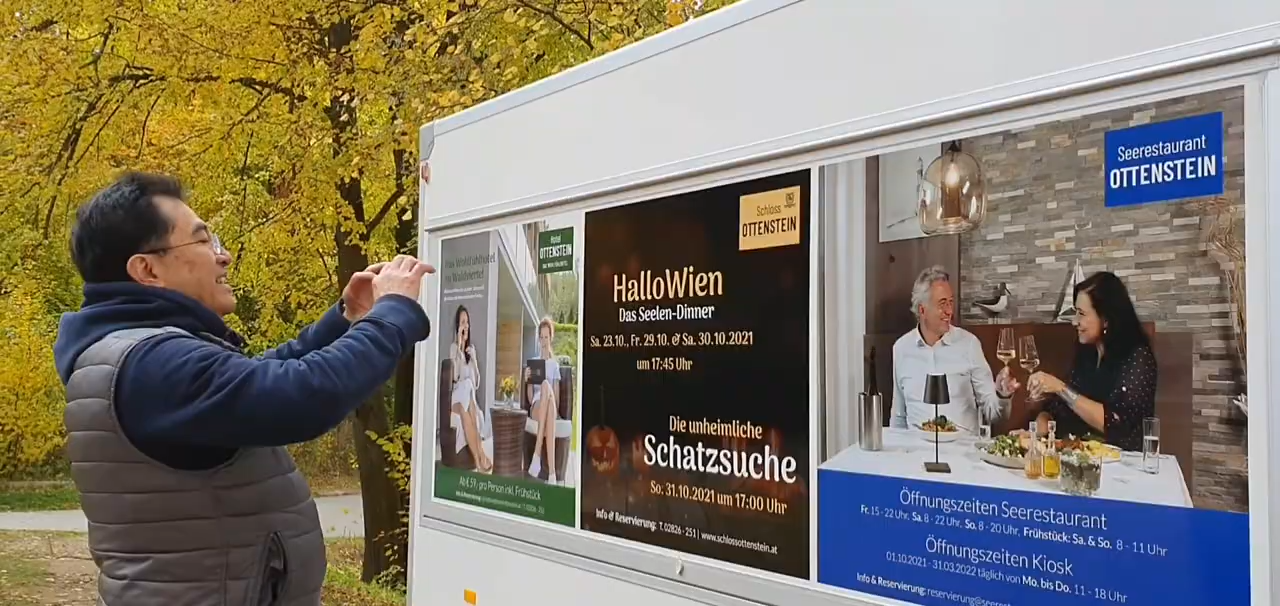 Das Wohlfühlhotel
im Waldviertel
Hotel
OTTENSTEIN
Ab € 59,- pro Person inkl. Frühstück
Schloss
OTTENSTEIN
HalloWien
Das Seelen-Dinner
Sa. 23.10., Fr. 29.10. & Sa. 30.10.2021
um 17:45 Uhr
Die unheimliche
Schatzsuche
So. 31.10.2021 um 17:00 Uhr
Info & Reservierung: T. 02826 - 251 | www.schlossottenstein.at
Seerestaurant
OTTENSTEIN
Öffnungszeiten Seerestaurant
Fr. 15 - 22 Uhr, Sa. 8 - 22 Uhr, So. 8 - 20 Uhr, Frühstück: Sa. & So. 8 - 11 Uhr
Öffnungszeiten Kiosk
01.10.2021 - 31.03.2022 täglich von Mo. bis Do. 11 - 18 Uhr
Info & Reservierung: